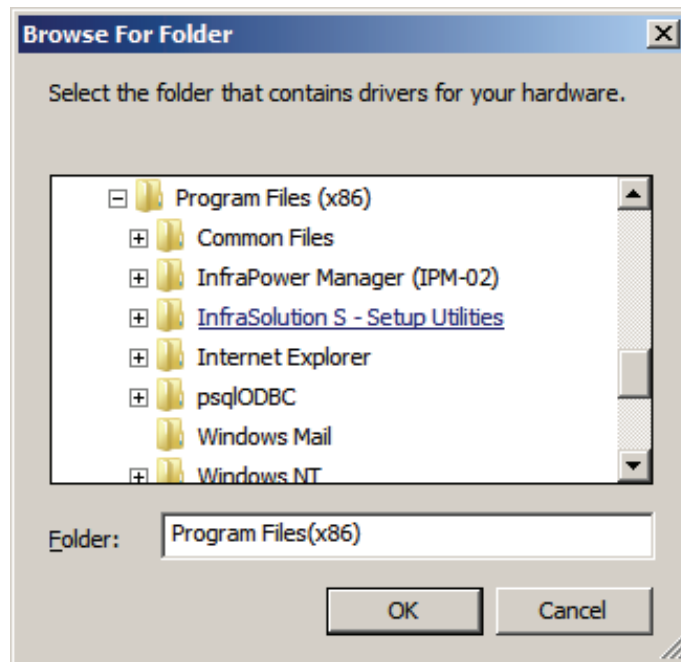 Browse For Folder
Select the folder that contains drivers for your hardware.
Program Files (x86)
Common Files
InfraPower Manager (IPM-02)
InfraSolution S - Setup Utilities
Internet Explorer
psqlODBC
Windows Mail
Windows NT
Folder: Program Files(x86)
OK Cancel